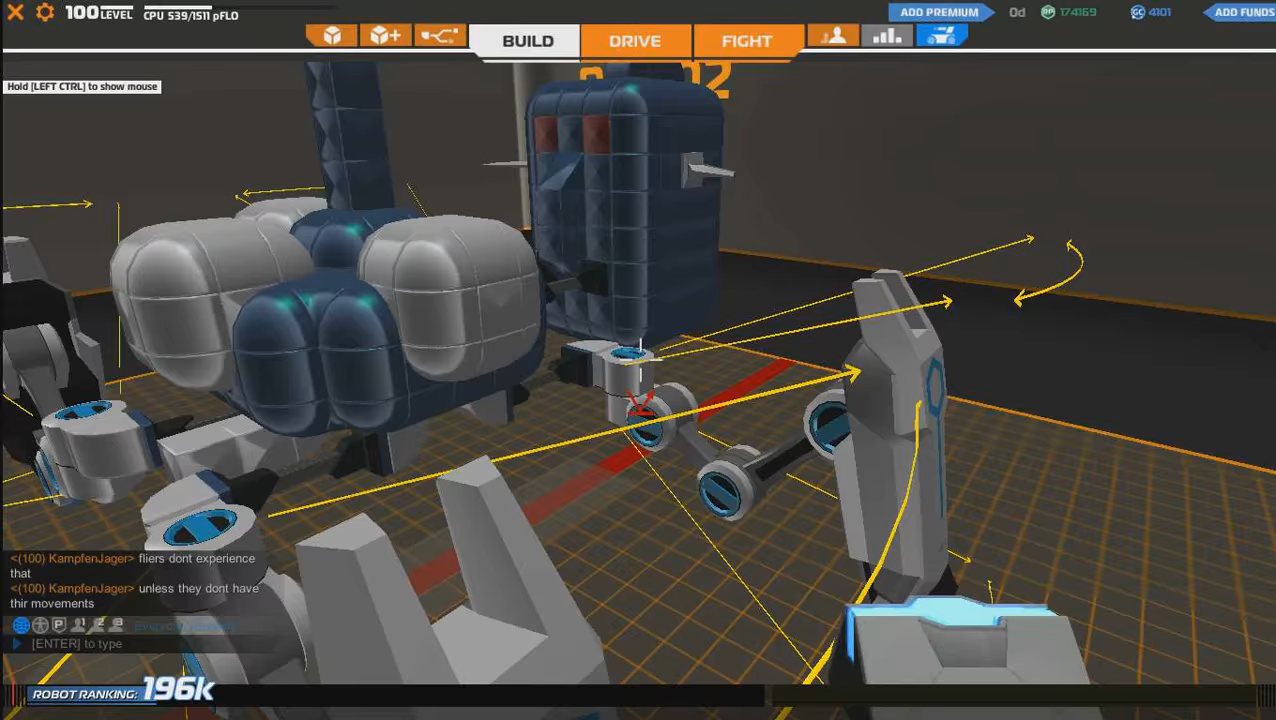 100 LEVEL CPU 539/1511 pFLO
ADD PREMIUM 0d RP 174169 GC 4101 ADD FUNDS
BUILD DRIVE FIGHT
Hold [LEFT CTRL] to show mouse
<(100) KampfenJager> fliers dont experience
that
<(100) KampfenJager> unless they dont have
thir movements
[ENTER] to type
ROBOT RANKING: 196k